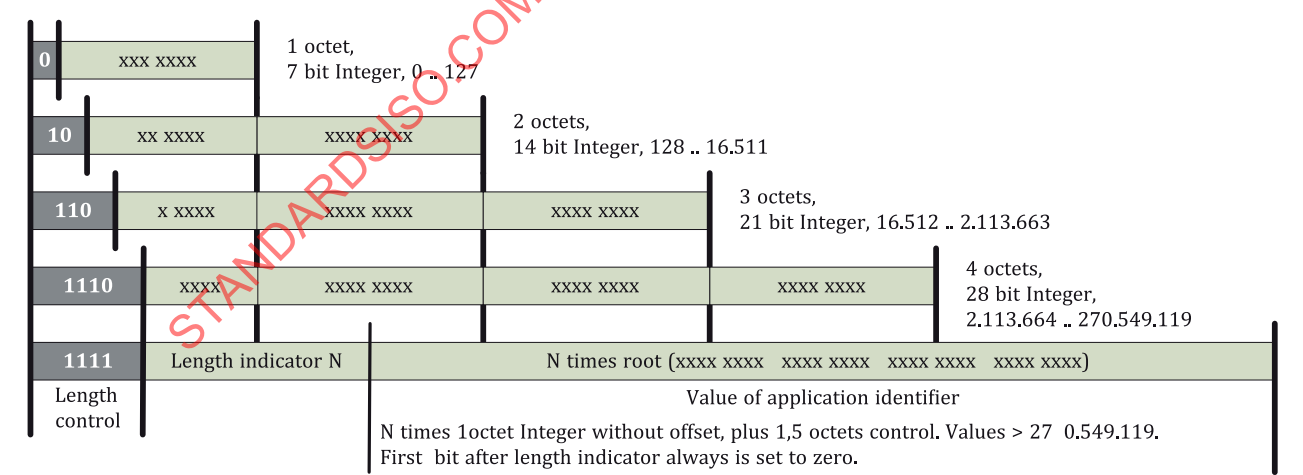 0 xxx xxxx
1 octet,
7 bit Integer, 0 .. 127
10 xx xxxx xxxx xxxx
2 octets,
14 bit Integer, 128 .. 16.511
110 x xxxx xxxx xxxx xxxx xxxx
3 octets,
21 bit Integer, 16.512 .. 2.113.663
1110 xxxx xxxx xxxx xxxx xxxx xxxx xxxx
4 octets,
28 bit Integer,
2.113.664 .. 270.549.119
1111 Length indicator N N times root (xxxx xxxx xxxx xxxx xxxx xxxx xxxx xxxx)
Length
control
Value of application identifier
N times 1octet Integer without offset, plus 1,5 octets control. Values > 27 0.549.119.
First bit after length indicator always is set to zero.
STANDARDSISO.COM